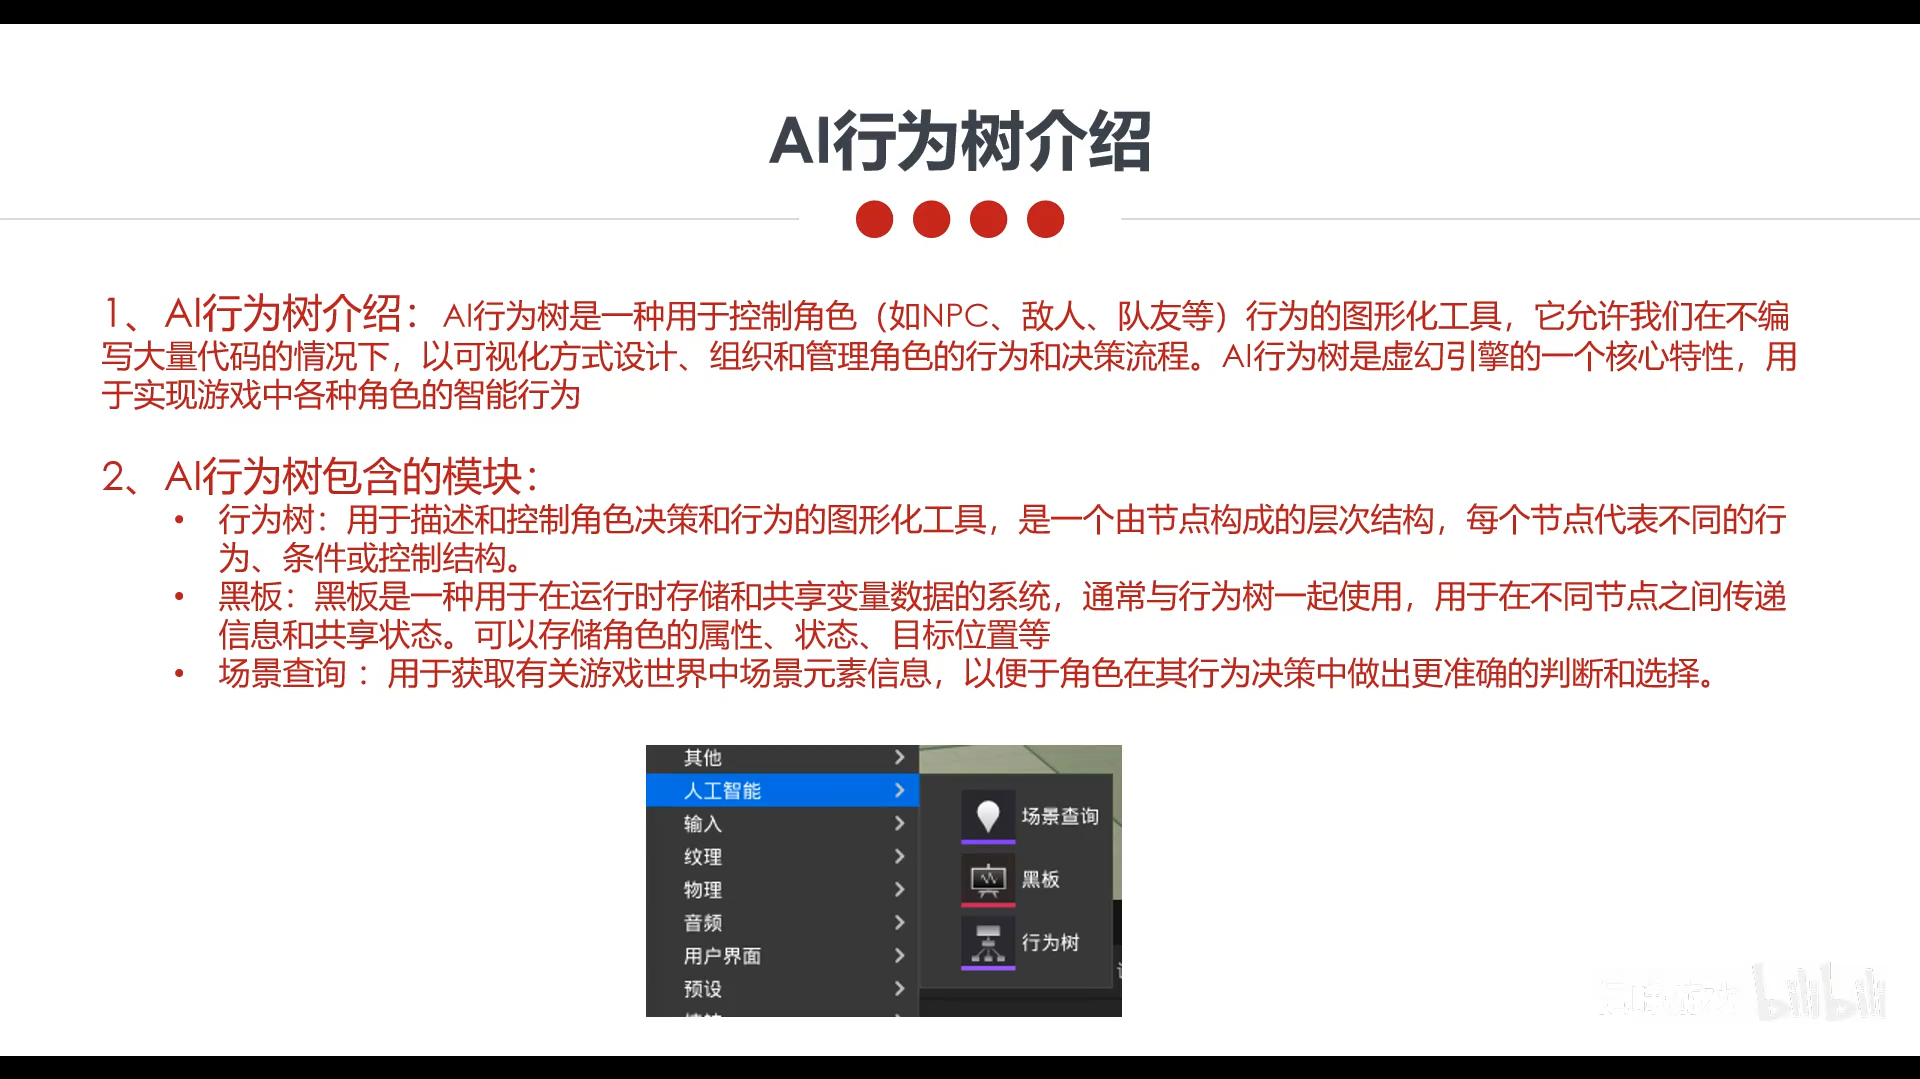 AI行为树介绍
1、AI行为树介绍：AI行为树是一种用于控制角色（如NPC、敌人、队友等）行为的图形化工具，它允许我们在不编
写大量代码的情况下，以可视化方式设计、组织和管理角色的行为和决策流程。AI行为树是虚幻引擎的一个核心特性，用
于实现游戏中各种角色的智能行为
2、AI行为树包含的模块：
• 行为树：用于描述和控制角色决策和行为的图形化工具，是一个由节点构成的层次结构，每个节点代表不同的行
为、条件或控制结构。
• 黑板：黑板是一种用于在运行时存储和共享变量数据的系统，通常与行为树一起使用，用于在不同节点之间传递
信息和共享状态。可以存储角色的属性、状态、目标位置等
• 场景查询 ：用于获取有关游戏世界中场景元素信息，以便于角色在其行为决策中做出更准确的判断和选择。
其他
人工智能
输入
纹理
物理
音频
用户界面
预设
场景查询
黑板
行为树
bilibili